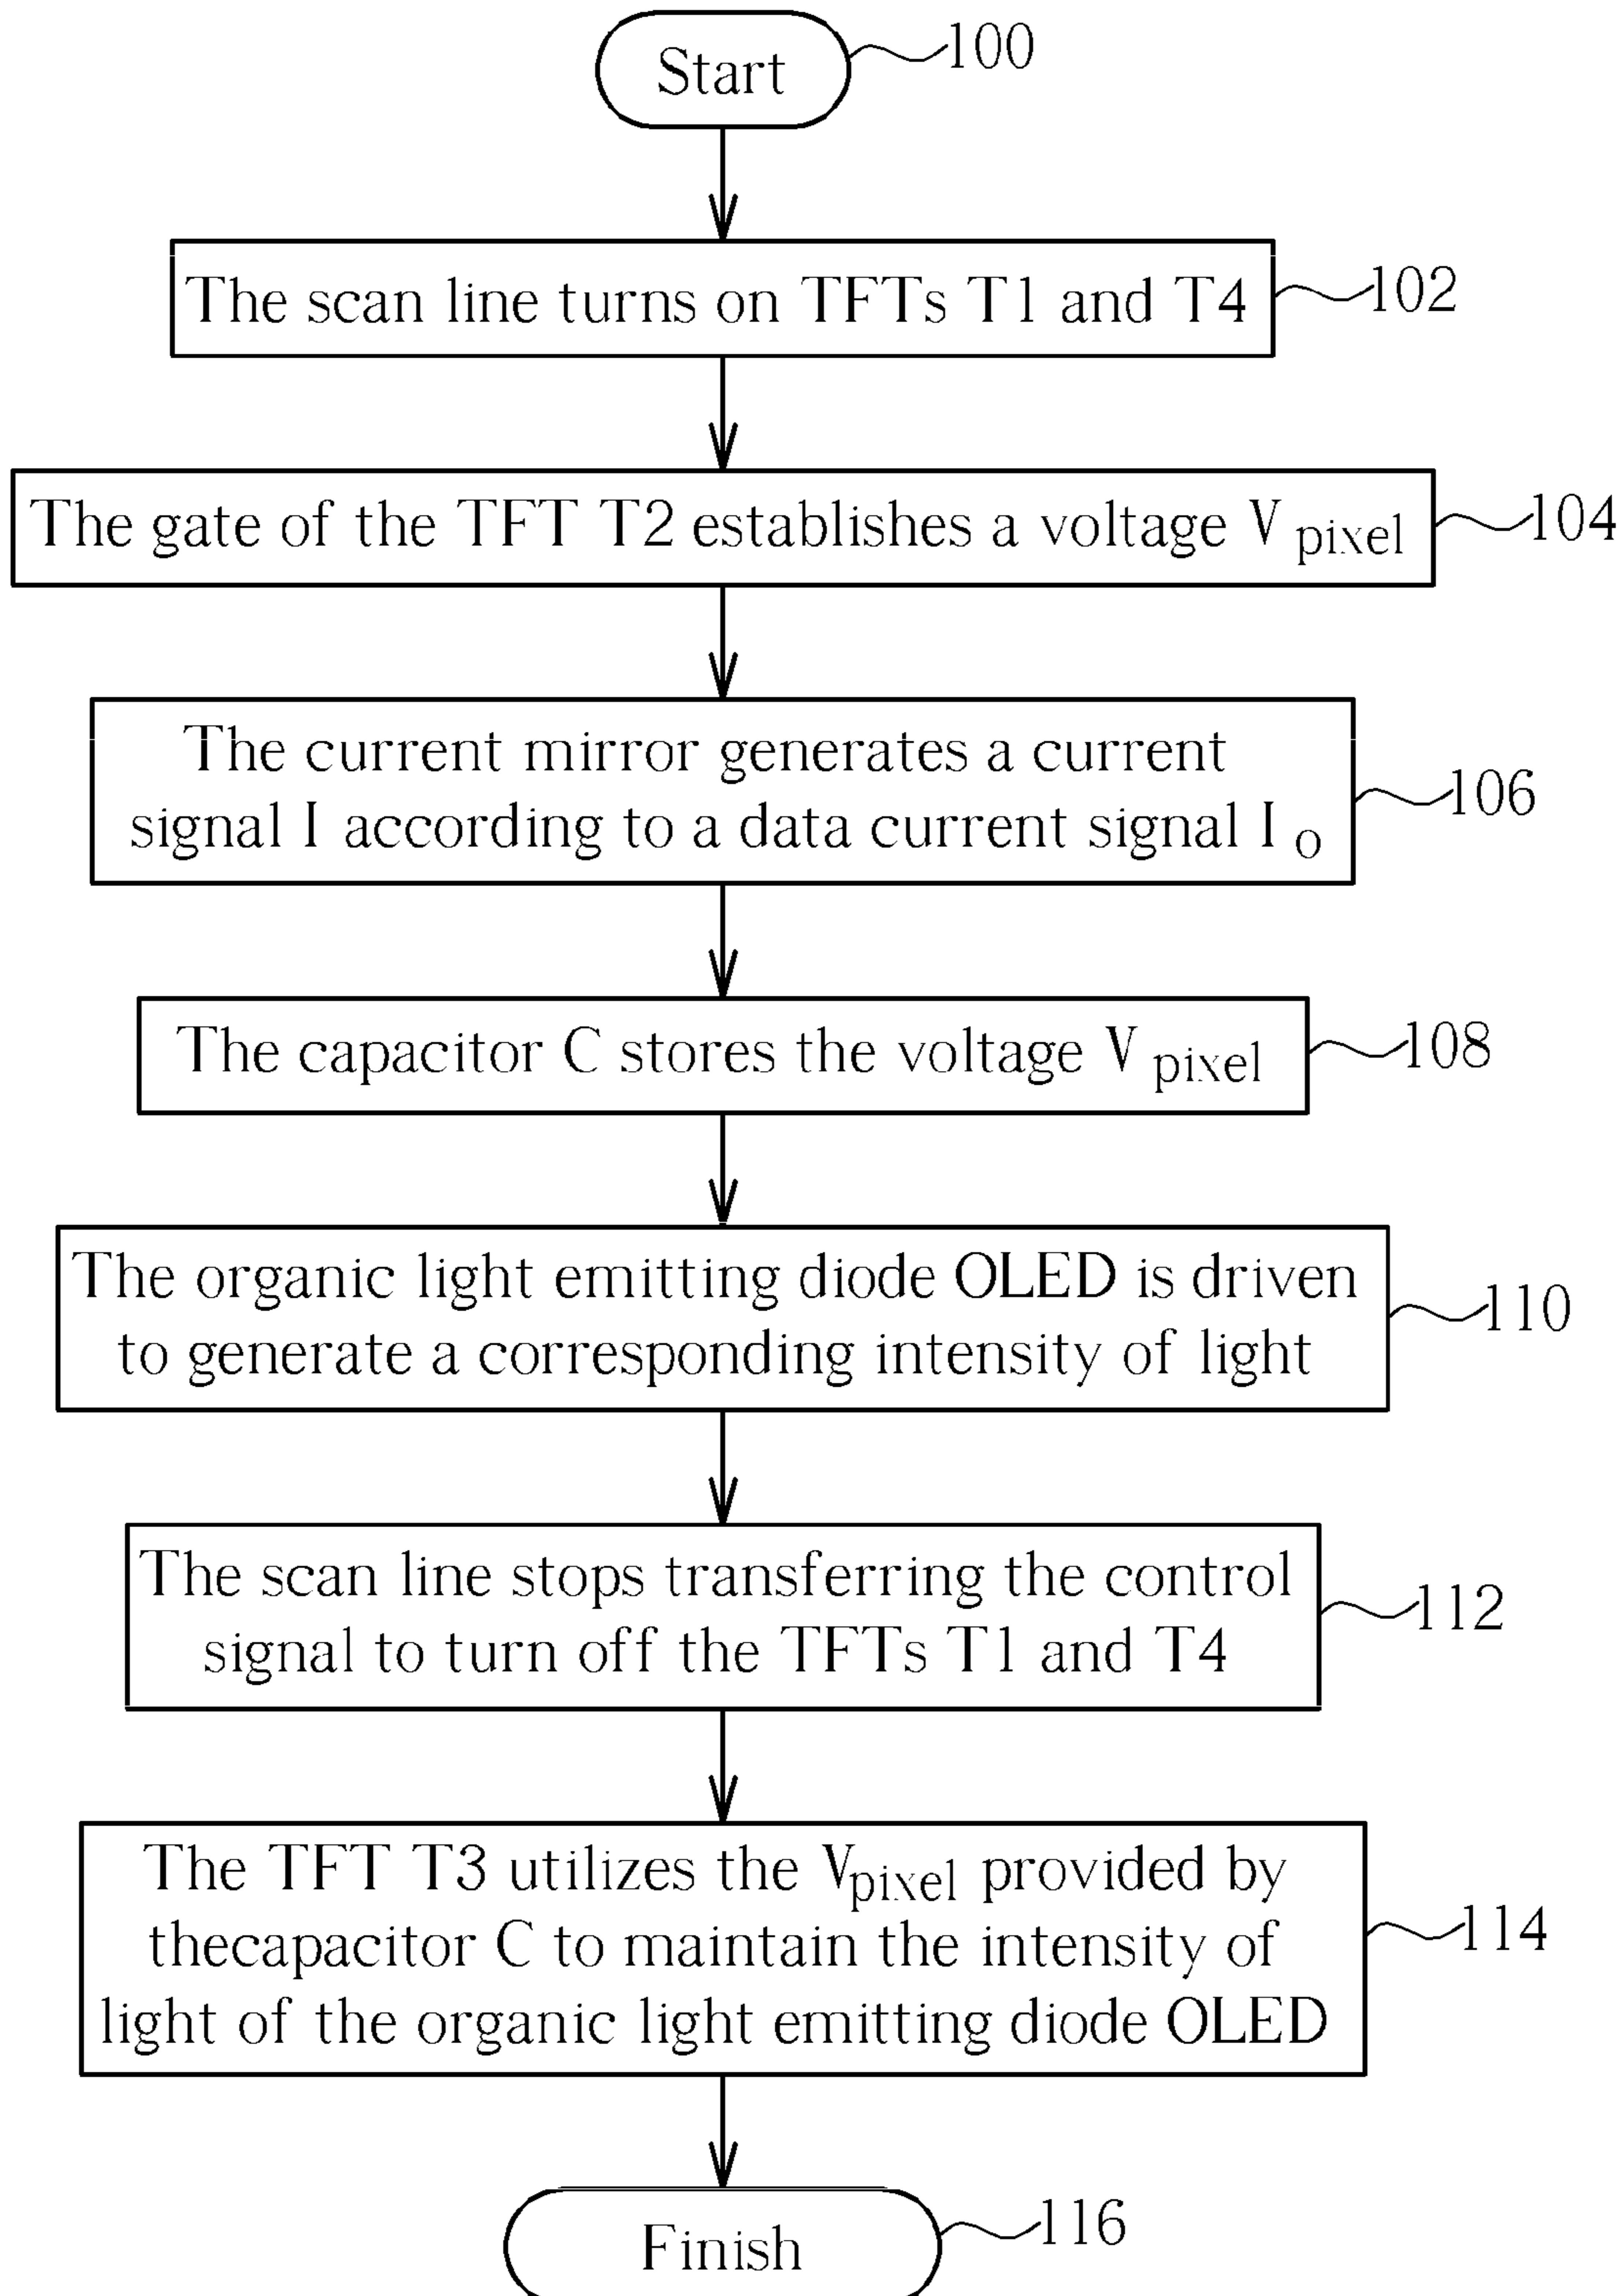 Start
100
The scan line turns on TFTs T1 and T4
102
The gate of the TFT T2 establishes a voltage V pixel
104
The current mirror generates a current
signal I according to a data current signal I O
106
The capacitor C stores the voltage V pixel
108
The organic light emitting diode OLED is driven
to generate a corresponding intensity of light
110
The scan line stops transferring the control
signal to turn off the TFTs T1 and T4
112
The TFT T3 utilizes the Vpixel provided by
thecapacitor C to maintain the intensity of
light of the organic light emitting diode OLED
114
Finish
116